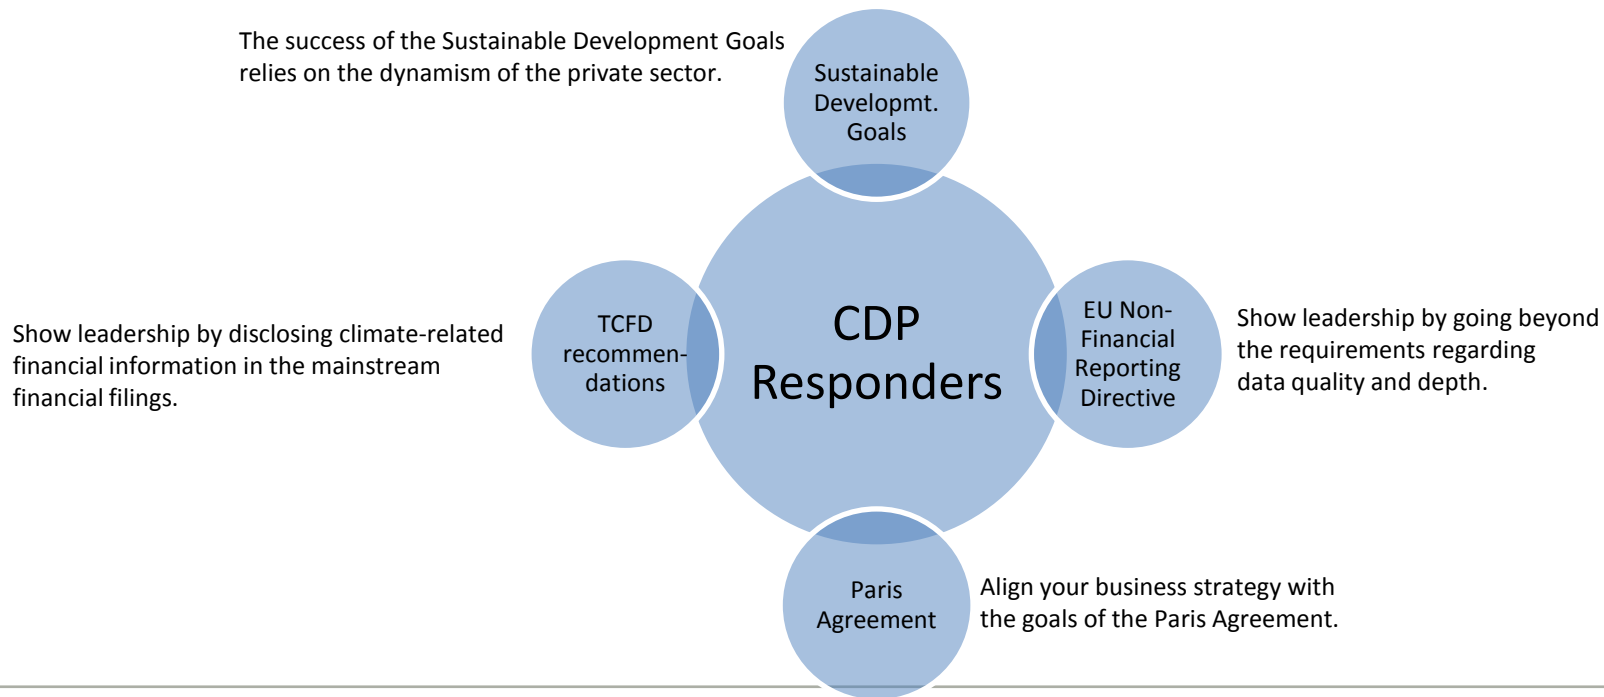 The success of the Sustainable Development Goals
relies on the dynamism of the private sector.
Sustainable
Developmt.
Goals
Show leadership by disclosing climate-related
financial information in the mainstream
financial filings.
TCFD
recommen-
dations
CDP
Responders
EU Non-
Financial
Reporting
Directive
Show leadership by going beyond
the requirements regarding
data quality and depth.
Paris
Agreement
Align your business strategy with
the goals of the Paris Agreement.